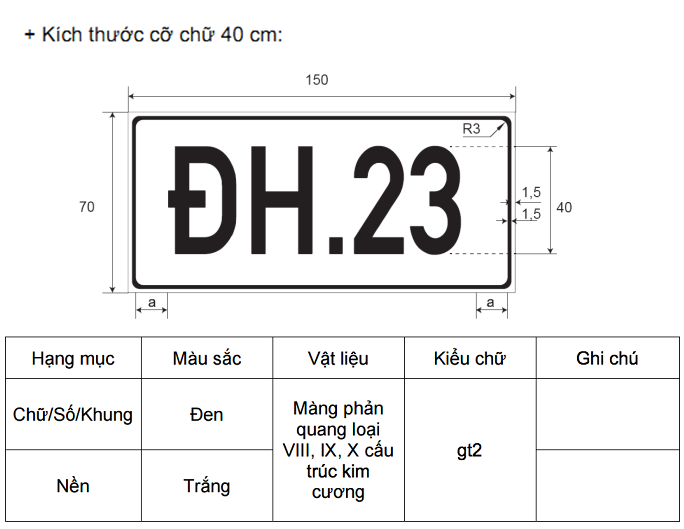 + Kích thước cỡ chữ 40 cm:
150
R3
70
ĐH.23
1,5
1,5
40
a
a
Hạng mục
Màu sắc
Vật liệu
Kiểu chữ
Ghi chú
Chữ/Số/Khung
Đen
Màng phản
quang loại
VIII, IX, X cấu
trúc kim
cương
gt2
Nền
Trắng